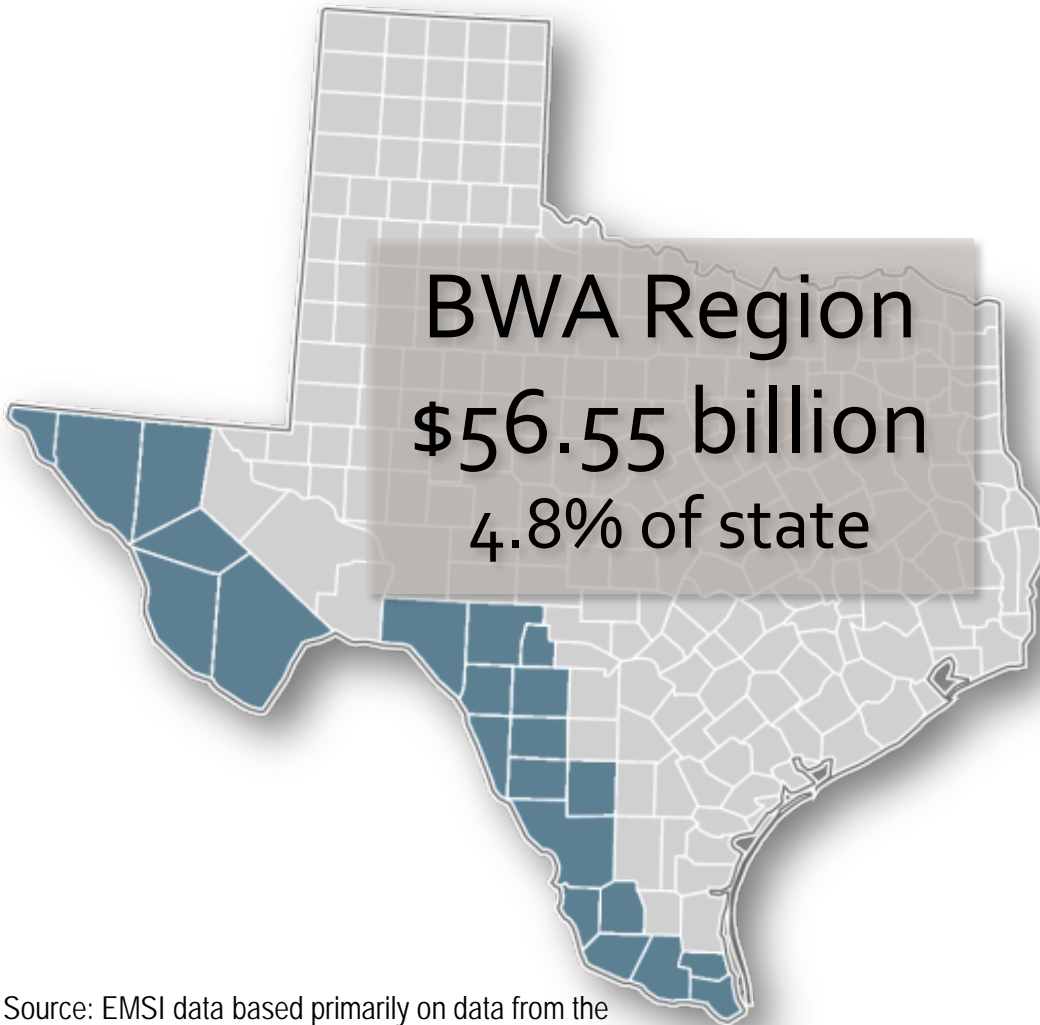 BWA Region
$56.55 billion
4.8% of state
Source: EMSI data based primarily on data from the